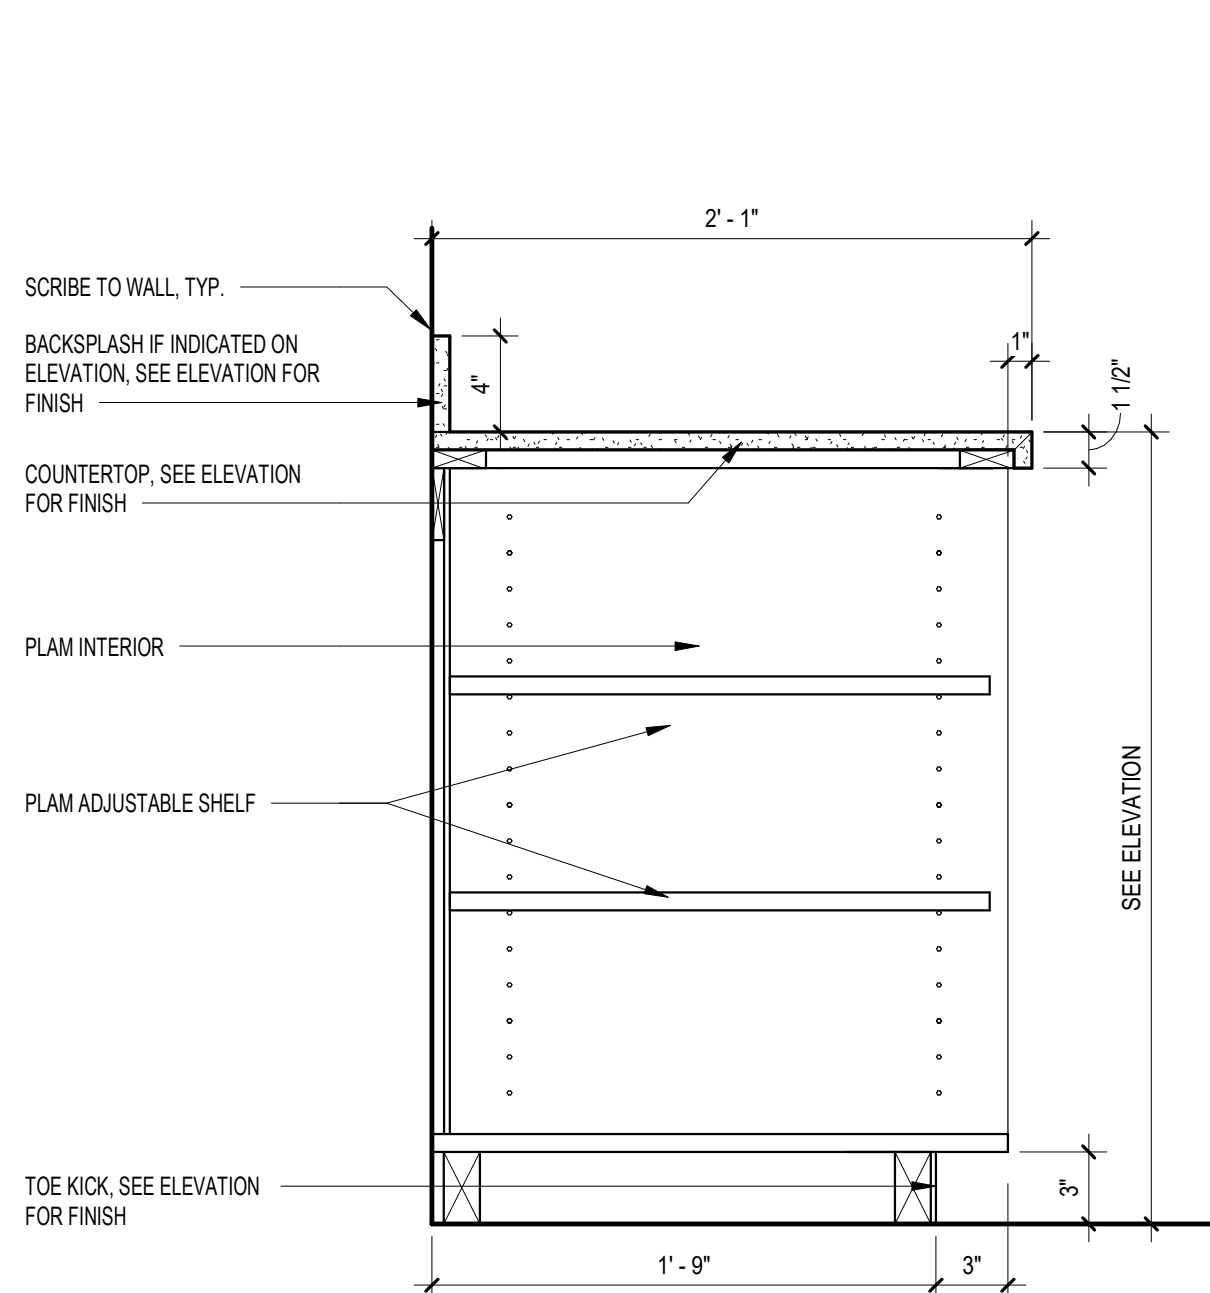 2' - 1"
SCRIBE TO WALL, TYP.
BACKSPLASH IF INDICATED ON
ELEVATION, SEE ELEVATION FOR
FINISH
4"
1"
1 1/2"
COUNTERTOP, SEE ELEVATION
FOR FINISH
PLAM INTERIOR
PLAM ADJUSTABLE SHELF
SEE ELEVATION
TOE KICK, SEE ELEVATION
FOR FINISH
3"
1' - 9"
3"